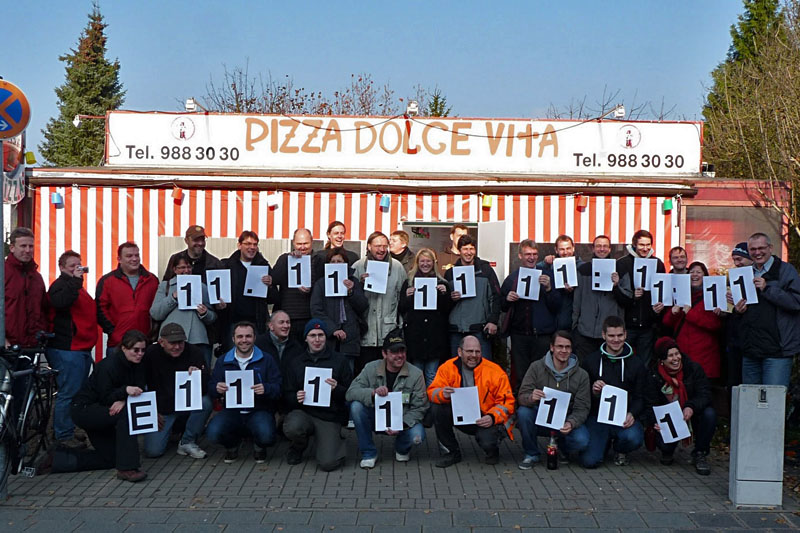 PIZZA DOLCE VITA
Tel. 988 30 30
Tel. 988 30 30
1 1 . 1 1 . 1 1 1 1 . 1 1 . 1 1
E 1 1 1 1 . 1 1 1